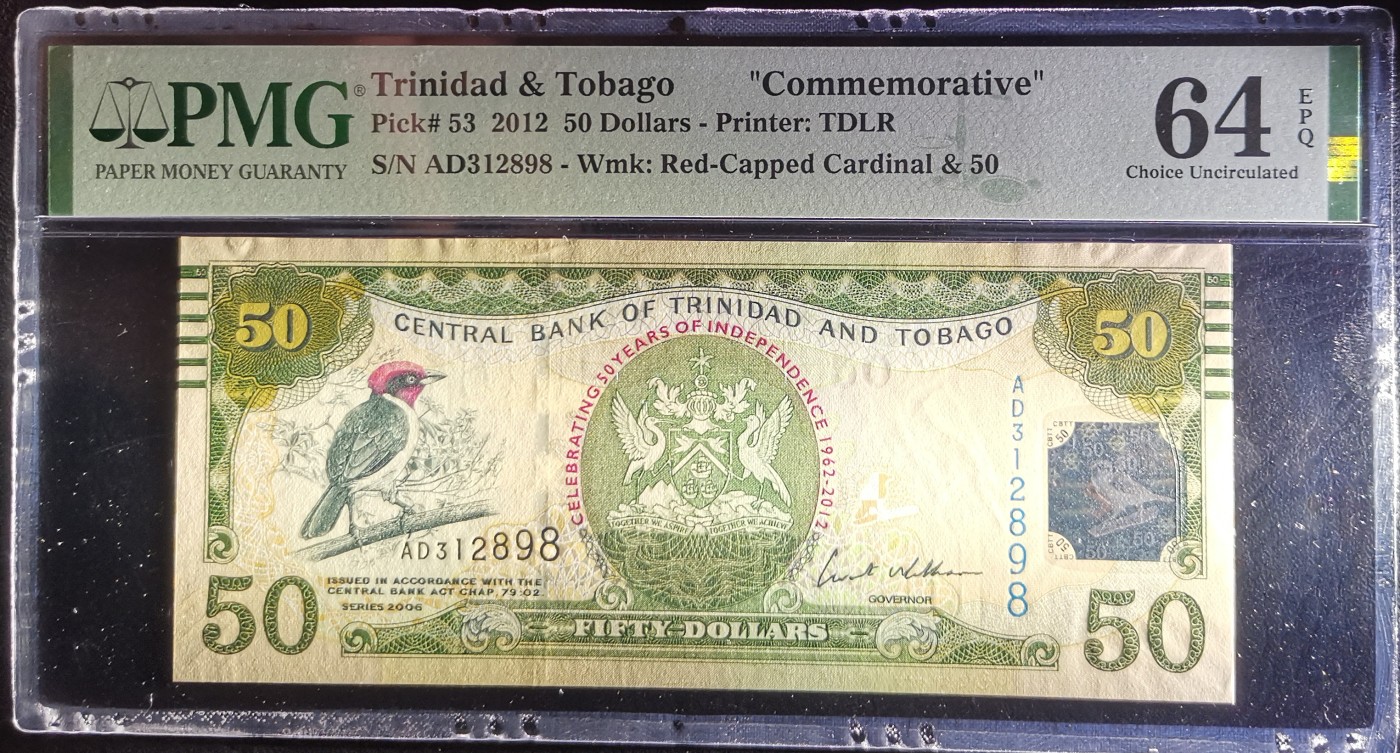 PMG®
PAPER MONEY GUARANTY
Trinidad & Tobago "Commemorative"
Pick# 53 2012 50 Dollars - Printer: TDLR
S/N AD312898 - Wmk: Red-Capped Cardinal & 50
64 EPQ
Choice Uncirculated
50
50
CENTRAL BANK OF TRINIDAD AND TOBAGO
CELEBRATING 50 YEARS OF INDEPENDENCE 1962-2012
AD312898
CBTT 50
TOGETHER WE ASPIRE TOGETHER WE ACHIEVE
AD312898
ISSUED IN ACCORDANCE WITH THE
CENTRAL BANK ACT CHAP. 79:02.
SERIES 2006
GOVERNOR
50
FIFTY DOLLARS
50